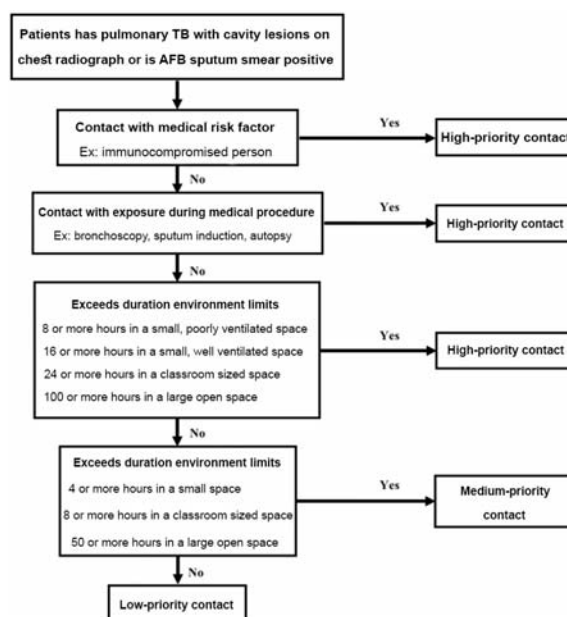 Patients has pulmonary TB with cavity lesions on
chest radiograph or is AFB sputum smear positive
Contact with medical risk factor
Ex: immunocompromised person
Yes
High-priority contact
No
Contact with exposure during medical procedure
Ex: bronchoscopy, sputum induction, autopsy
Yes
High-priority contact
No
Exceeds duration environment limits
8 or more hours in a small, poorly ventilated space
16 or more hours in a small, well ventilated space
24 or more hours in a classroom sized space
100 or more hours in a large open space
Yes
High-priority contact
No
Exceeds duration environment limits
4 or more hours in a small space
8 or more hours in a classroom sized space
50 or more hours in a large open space
Yes
Medium-priority
contact
No
Low-priority contact